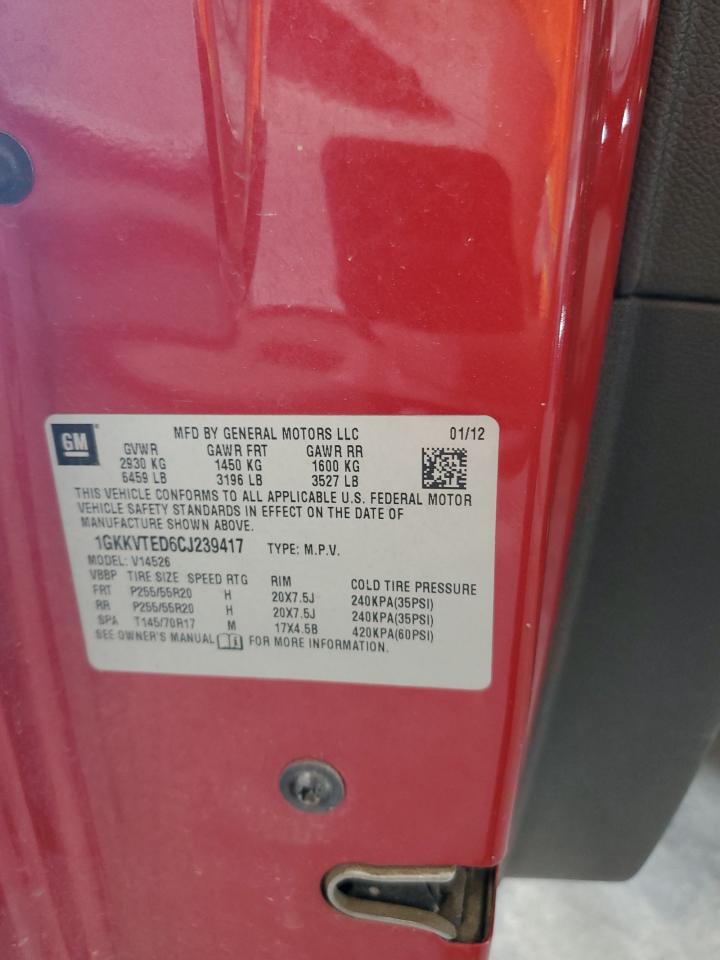 GM
MFD BY GENERAL MOTORS LLC 01/12
GVWR GAWR FRT GAWR RR
2930 KG 1450 KG 1600 KG
6459 LB 3196 LB 3527 LB
THIS VEHICLE CONFORMS TO ALL APPLICABLE U.S. FEDERAL MOTOR
VEHICLE SAFETY STANDARDS IN EFFECT ON THE DATE OF
MANUFACTURE SHOWN ABOVE.
1GKKVTED6CJ239417 TYPE: M.P.V.
MODEL: V14526
VBBP TIRE SIZE SPEED RTG RIM COLD TIRE PRESSURE
FRT P255/55R20 H 20X7.5J 240KPA(35PSI)
RR P255/55R20 H 20X7.5J 240KPA(35PSI)
SPA T145/70R17 M 17X4.5B 420KPA(60PSI)
SEE OWNER'S MANUAL FOR MORE INFORMATION.